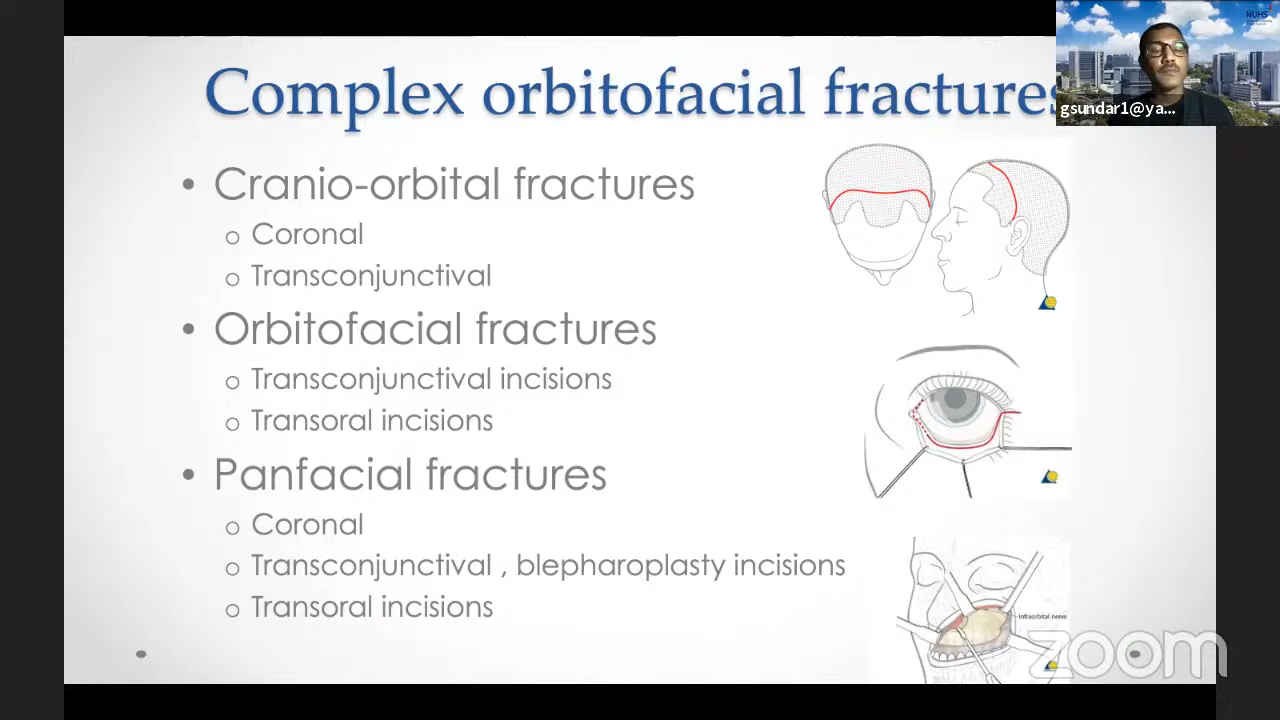 Complex orbitofacial fractures
NUHS
gsundar1@ya...
• Cranio-orbital fractures
o Coronal
o Transconjunctival
• Orbitofacial fractures
o Transconjunctival incisions
o Transoral incisions
• Panfacial fractures
o Coronal
o Transconjunctival , blepharoplasty incisions
o Transoral incisions
Infraorbital nerve
zoom